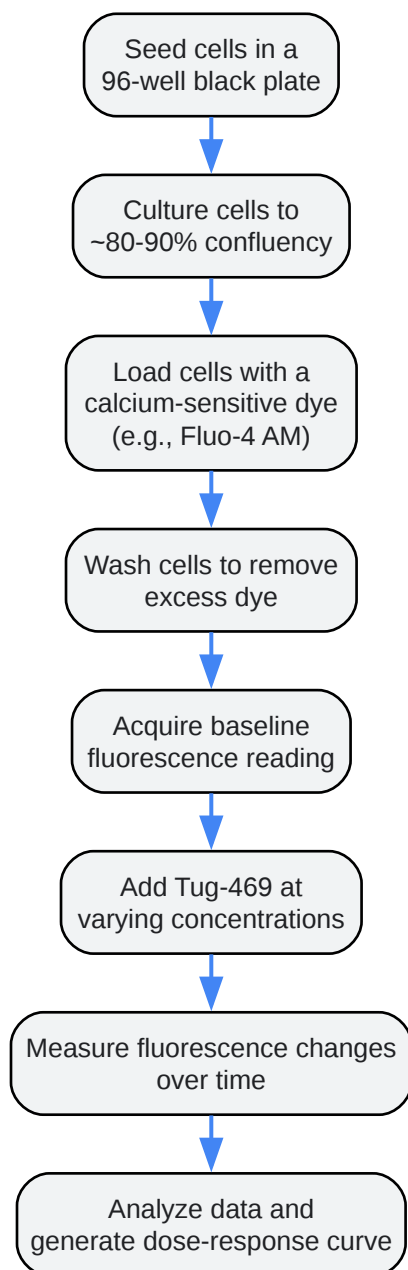 Seed cells in a
96-well black plate
Culture cells to
~80-90% confluency
Load cells with a
calcium-sensitive dye
(e.g., Fluo-4 AM)
Wash cells to remove
excess dye
Acquire baseline
fluorescence reading
Add Tug-469 at
varying concentrations
Measure fluorescence changes
over time
Analyze data and
generate dose-response curve